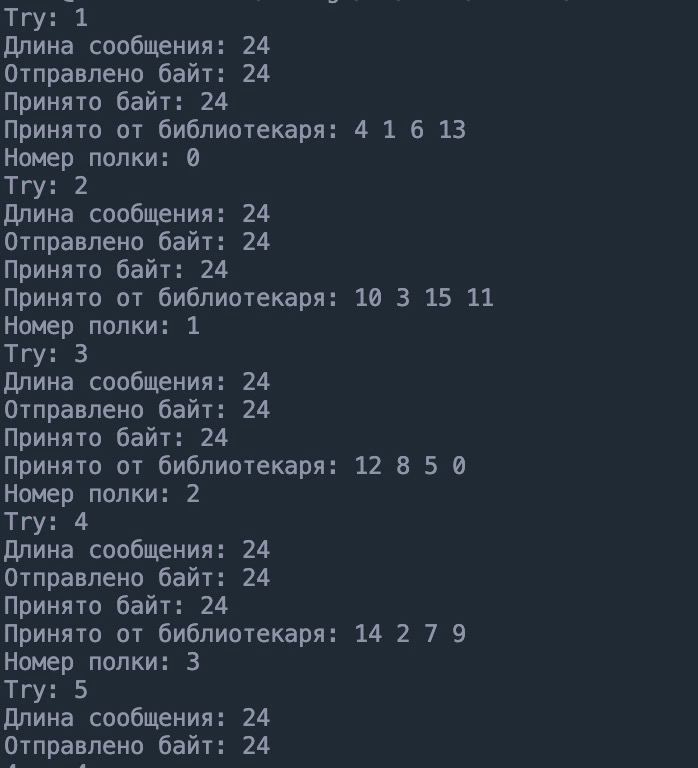 Try: 1
Длина сообщения: 24
Отправлено байт: 24
Принято байт: 24
Принято от библиотекаря: 4 1 6 13
Номер полки: 0
Try: 2
Длина сообщения: 24
Отправлено байт: 24
Принято байт: 24
Принято от библиотекаря: 10 3 15 11
Номер полки: 1
Try: 3
Длина сообщения: 24
Отправлено байт: 24
Принято байт: 24
Принято от библиотекаря: 12 8 5 0
Номер полки: 2
Try: 4
Длина сообщения: 24
Отправлено байт: 24
Принято байт: 24
Принято от библиотекаря: 14 2 7 9
Номер полки: 3
Try: 5
Длина сообщения: 24
Отправлено байт: 24